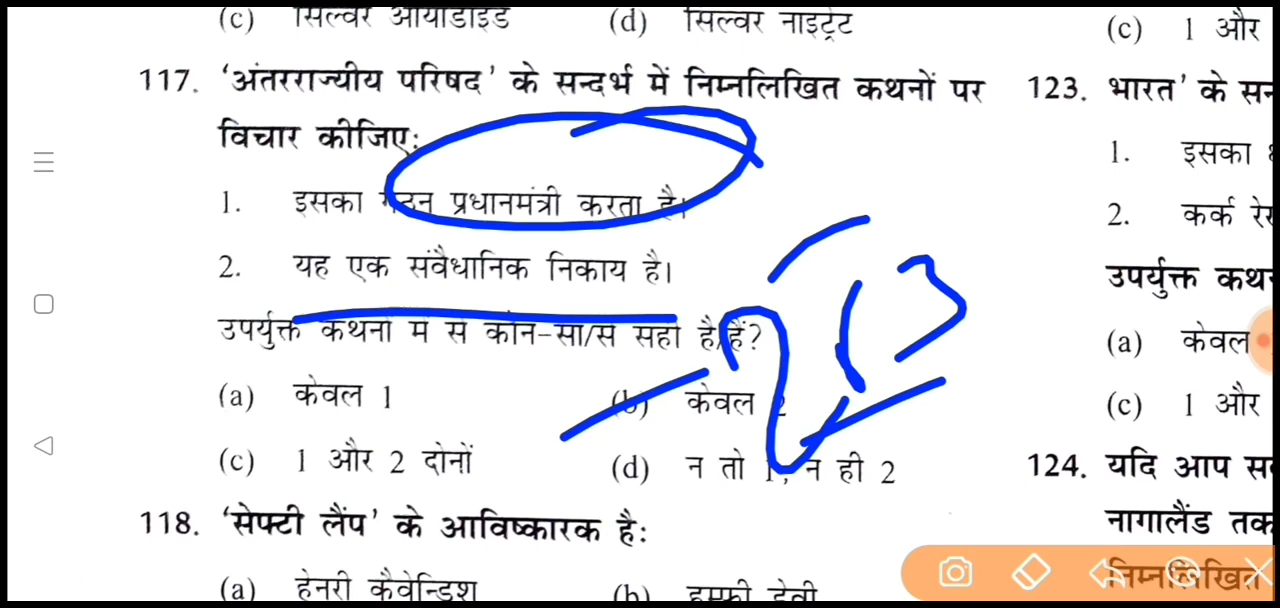 (c) सिल्वर आयोडाइड (d) सिल्वर नाइट्रेट
117. 'अंतरराज्यीय परिषद' के सन्दर्भ में निम्नलिखित कथनों पर
विचार कीजिए:
1. इसका गठन प्रधानमंत्री करता है।
2. यह एक संवैधानिक निकाय है।
उपर्युक्त कथनों में से कौन-सा/से सही है/हैं?
(a) केवल 1 (b) केवल 2
(c) 1 और 2 दोनों (d) न तो 1, न ही 2
118. 'सेफ्टी लैंप' के आविष्कारक है:
(a) हेनरी कैवेन्डिश (b) हम्फ्री डेवी
(c) 1 और
123. भारत' के
1. इसका
2. कर्क
उपर्युक्त
(a) केवल
(c) 1 और
124. यदि आप
नागालैंड तक
निम्नलिखित